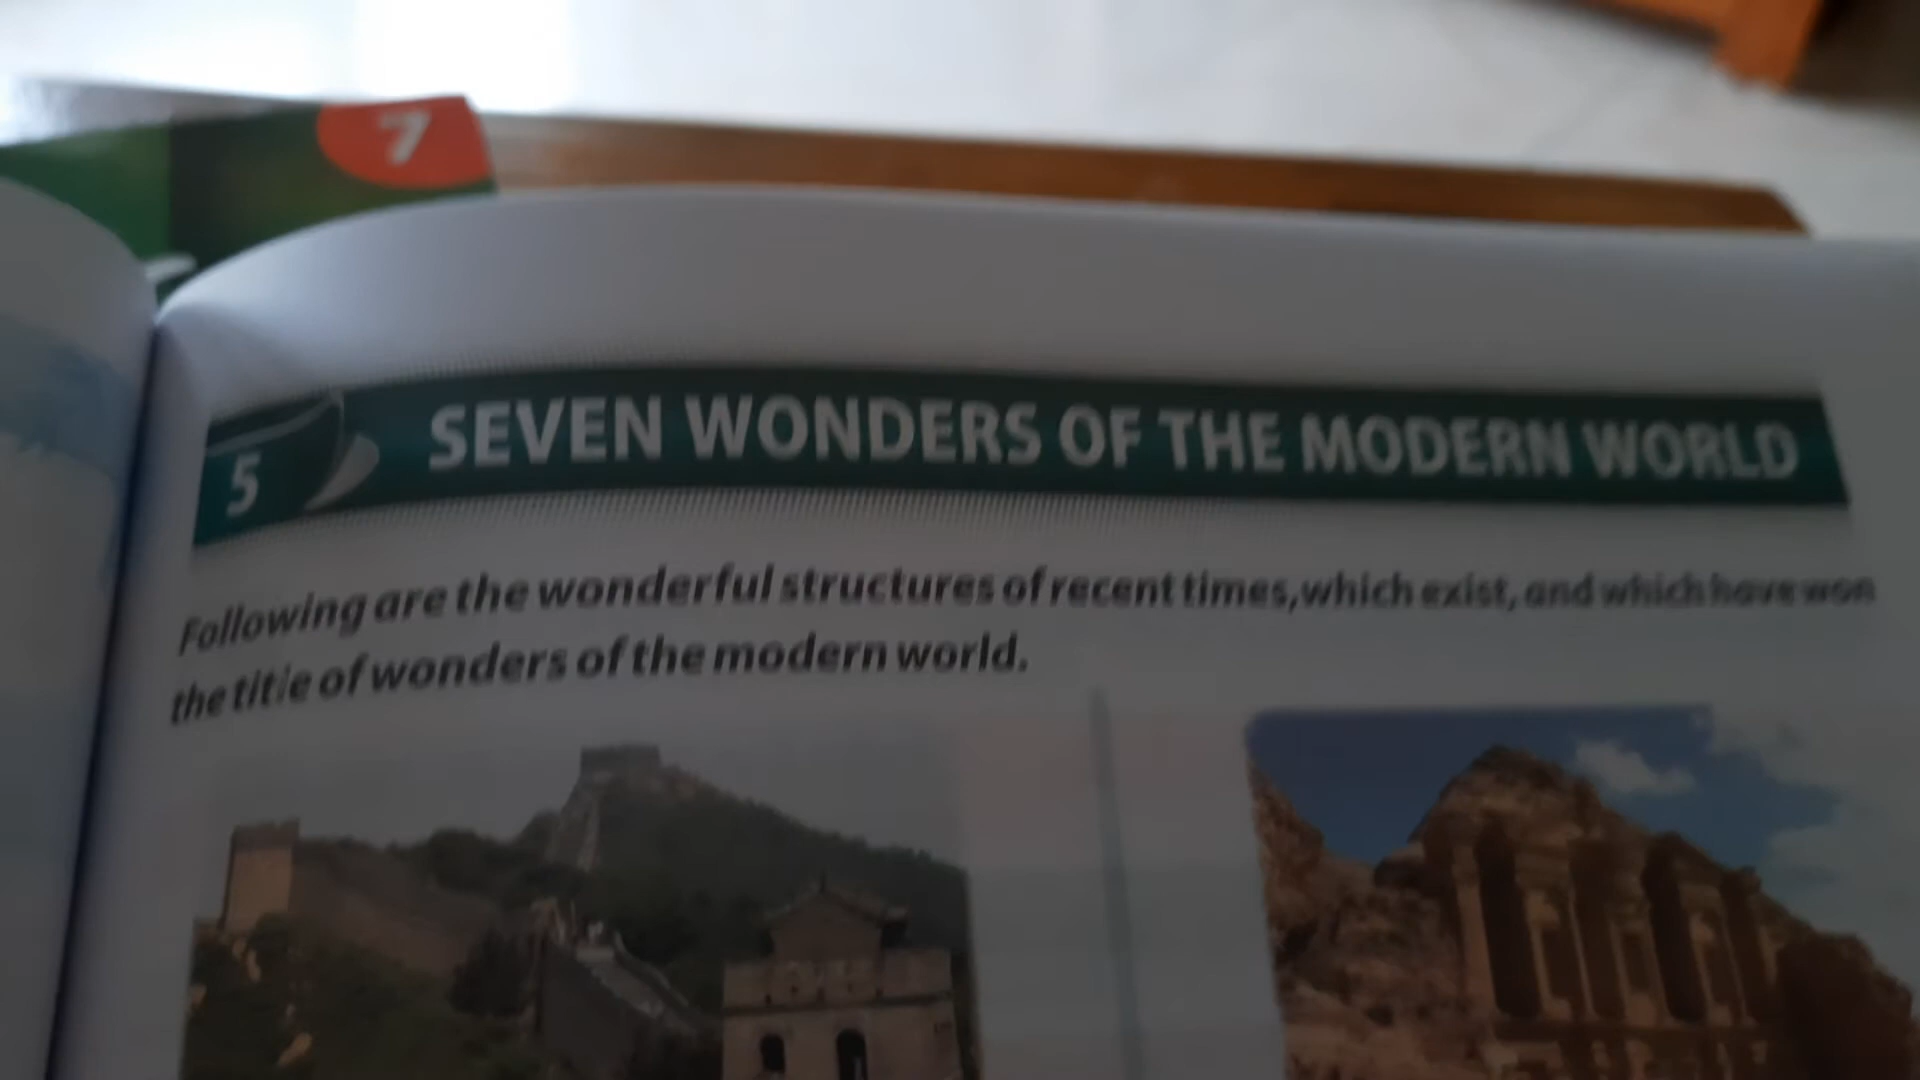 7
5 SEVEN WONDERS OF THE MODERN WORLD
Following are the wonderful structures of recent times, which exist, and which have won
the title of wonders of the modern world.